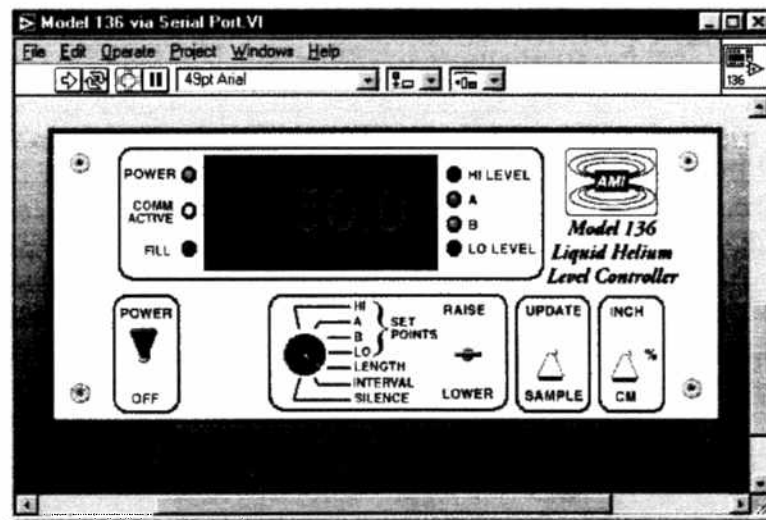 Model 136 via Serial Port.VI
File Edit Operate Project Windows Help
49pt Arial
136
POWER
COMM ACTIVE
FILL
HI LEVEL
A
B
LO LEVEL
AMI
Model 136
Liquid Helium
Level Controller
POWER
OFF
HI
A
B
LO
SET
POINTS
LENGTH
INTERVAL
SILENCE
RAISE
LOWER
UPDATE
SAMPLE
INCH
%
CM